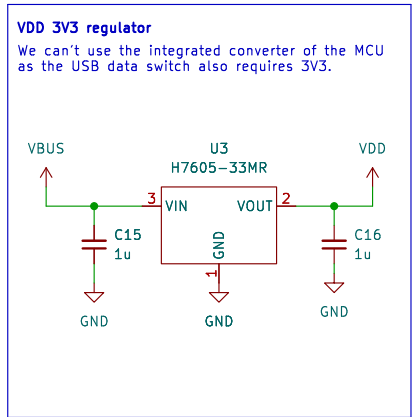 VDD 3V3 regulator
We can't use the integrated converter of the MCU
as the USB data switch also requires 3V3.
VBUS
U3
VDD
H7605-33MR
3
VIN
VOUT
2
C15
1u
GND
1
C16
1u
GND
GND
GND